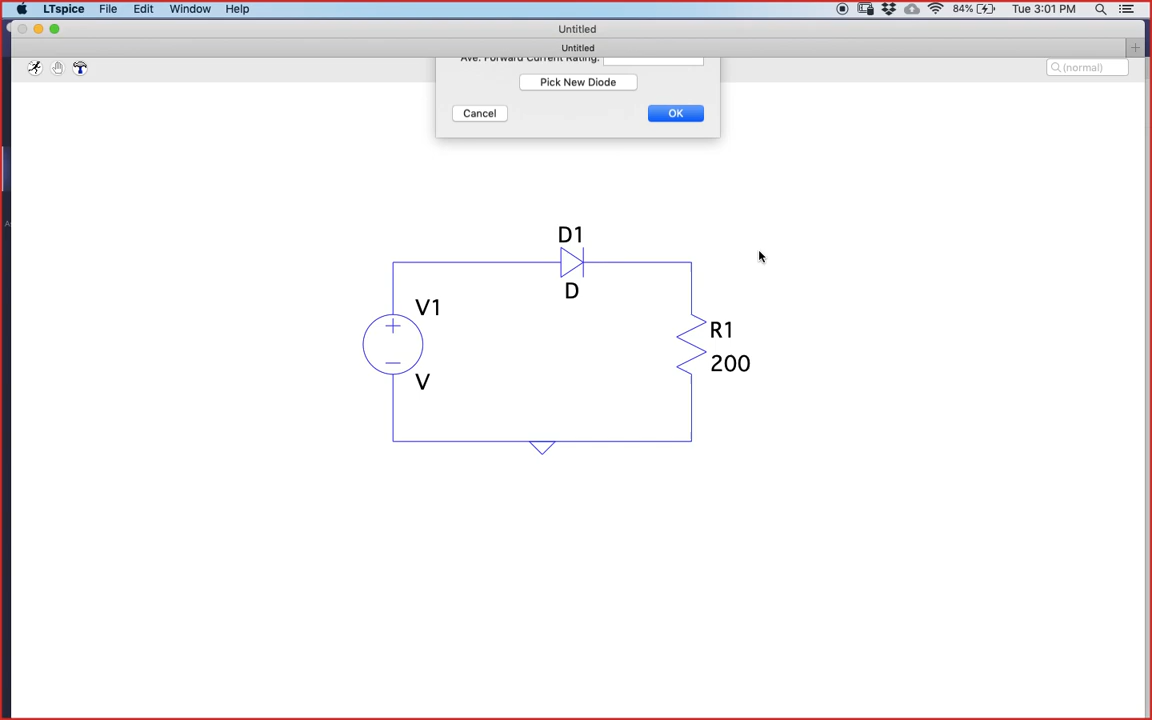 LTspice File Edit Window Help 84% Tue 3:01 PM
Untitled
Untitled
(normal)
Ave. Forward Current Rating:
Pick New Diode
Cancel OK
D1
D
V1
V
R1
200